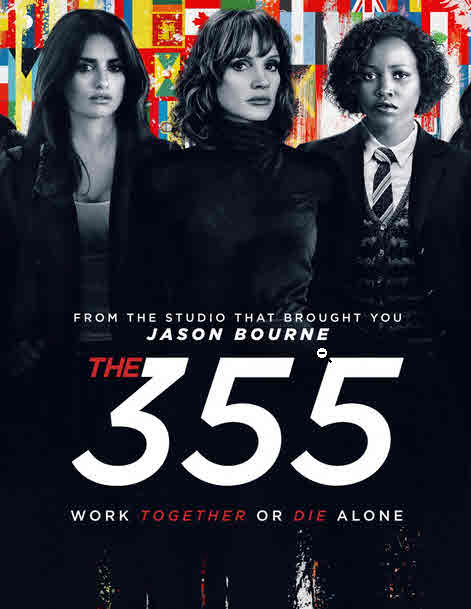 FROM THE STUDIO THAT BROUGHT YOU
JASON BOURNE
THE
355
WORK TOGETHER OR DIE ALONE